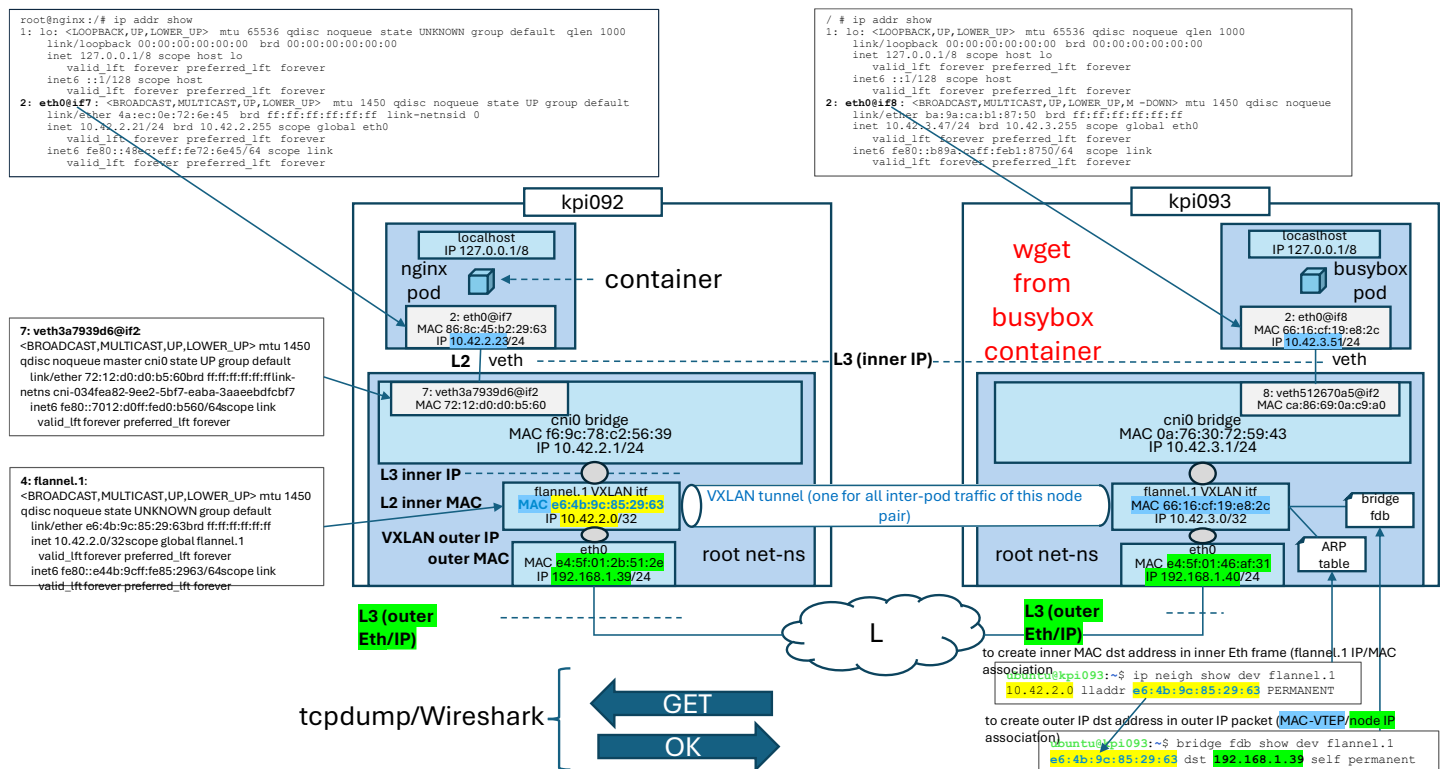 root@nginx:/# ip addr show
1: lo: <LOOPBACK,UP,LOWER_UP> mtu 65536 qdisc noqueue state UNKNOWN group default qlen 1000
link/loopback 00:00:00:00:00:00 brd 00:00:00:00:00:00
inet 127.0.0.1/8 scope host lo
valid_lft forever preferred_lft forever
inet6 ::1/128 scope host
valid_lft forever preferred_lft forever
2: eth0@if7: <BROADCAST,MULTICAST,UP,LOWER_UP> mtu 1450 qdisc noqueue state UP group default
link/ether 4a:ec:0e:72:6e:45 brd ff:ff:ff:ff:ff:ff link-netnsid 0
inet 10.42.2.21/24 brd 10.42.2.255 scope global eth0
valid_lft forever preferred_lft forever
inet6 fe80::48ec:eff:fe72:6e45/64 scope link
valid_lft forever preferred_lft forever
/ # ip addr show
1: lo: <LOOPBACK,UP,LOWER_UP> mtu 65536 qdisc noqueue qlen 1000
link/loopback 00:00:00:00:00:00 brd 00:00:00:00:00:00
inet 127.0.0.1/8 scope host lo
valid_lft forever preferred_lft forever
inet6 ::1/128 scope host
valid_lft forever preferred_lft forever
2: eth0@if8: <BROADCAST,MULTICAST,UP,LOWER_UP,M -DOWN> mtu 1450 qdisc noqueue
link/ether ba:9a:ca:b1:87:50 brd ff:ff:ff:ff:ff:ff
inet 10.42.3.47/24 brd 10.42.3.255 scope global eth0
valid_lft forever preferred_lft forever
inet6 fe80::b89a:caff:feb1:8750/64 scope link
valid_lft forever preferred_lft forever
kpi092
localhost
IP 127.0.0.1/8
nginx
pod
container
2: eth0@if7
MAC 86:8c:45:b2:29:63
IP 10.42.2.23/24
L2 veth
L3 (inner IP)
kpi093
locaslhost
IP 127.0.0.1/8
wget
from
busybox
container
busybox
pod
2: eth0@if8
MAC 66:16:cf:19:e8:2c
IP 10.42.3.51/24
veth
7: veth3a7939d6@if2:
<BROADCAST,MULTICAST,UP,LOWER_UP> mtu 1450
qdisc noqueue master cni0 state UP group default
link/ether 72:12:d0:d0:b5:60brd ff:ff:ff:ff:ff:fflink-
netns cni-034fea82-9ee2-5bf7-eaba-3aaeebdfcbf7
inet6 fe80::7012:d0ff:fed0:b560/64scope link
valid_lft forever preferred_lft forever
7: veth3a7939d6@if2
MAC 72:12:d0:d0:b5:60
cni0 bridge
MAC f6:9c:78:c2:56:39
IP 10.42.2.1/24
8: veth512670a5@if2
MAC ca:86:69:0a:c9:a0
cni0 bridge
MAC 0a:76:30:72:59:43
IP 10.42.3.1/24
4: flannel.1:
<BROADCAST,MULTICAST,UP,LOWER_UP> mtu 1450
qdisc noqueue state UNKNOWN group default
link/ether e6:4b:9c:85:29:63brd ff:ff:ff:ff:ff:ff
inet 10.42.2.0/32scope global flannel.1
valid_lft forever preferred_lft forever
inet6 fe80::e44b:9cff:fe85:2963/64scope link
valid_lft forever preferred_lft forever
L3 inner IP
L2 inner MAC
flannel.1 VXLAN itf
MAC e6:4b:9c:85:29:63
IP 10.42.2.0/32
VXLAN tunnel (one for all inter-pod traffic of this node
pair)
flannel.1 VXLAN itf
MAC 66:16:cf:19:e8:2c
IP 10.42.3.0/32
bridge
fdb
VXLAN outer IP
outer MAC
eth0
MAC e4:5f:01:2b:51:2e
IP 192.168.1.39/24
root net-ns
root net-ns
eth0
MAC e4:5f:01:46:af:31
IP 192.168.1.40/24
ARP
table
L3 (outer
Eth/IP)
L
L3 (outer
Eth/IP)
to create inner MAC dst address in inner Eth frame (flannel.1 IP/MAC
association
ubuntu@kpi093:~$ ip neigh show dev flannel.1
10.42.2.0 lladdr e6:4b:9c:85:29:63 PERMANENT
tcpdump/Wireshark
GET
OK
to create outer IP dst address in outer IP packet (MAC-VTEP/node IP
association)
ubuntu@kpi093:~$ bridge fdb show dev flannel.1
e6:4b:9c:85:29:63 dst 192.168.1.39 self permanent